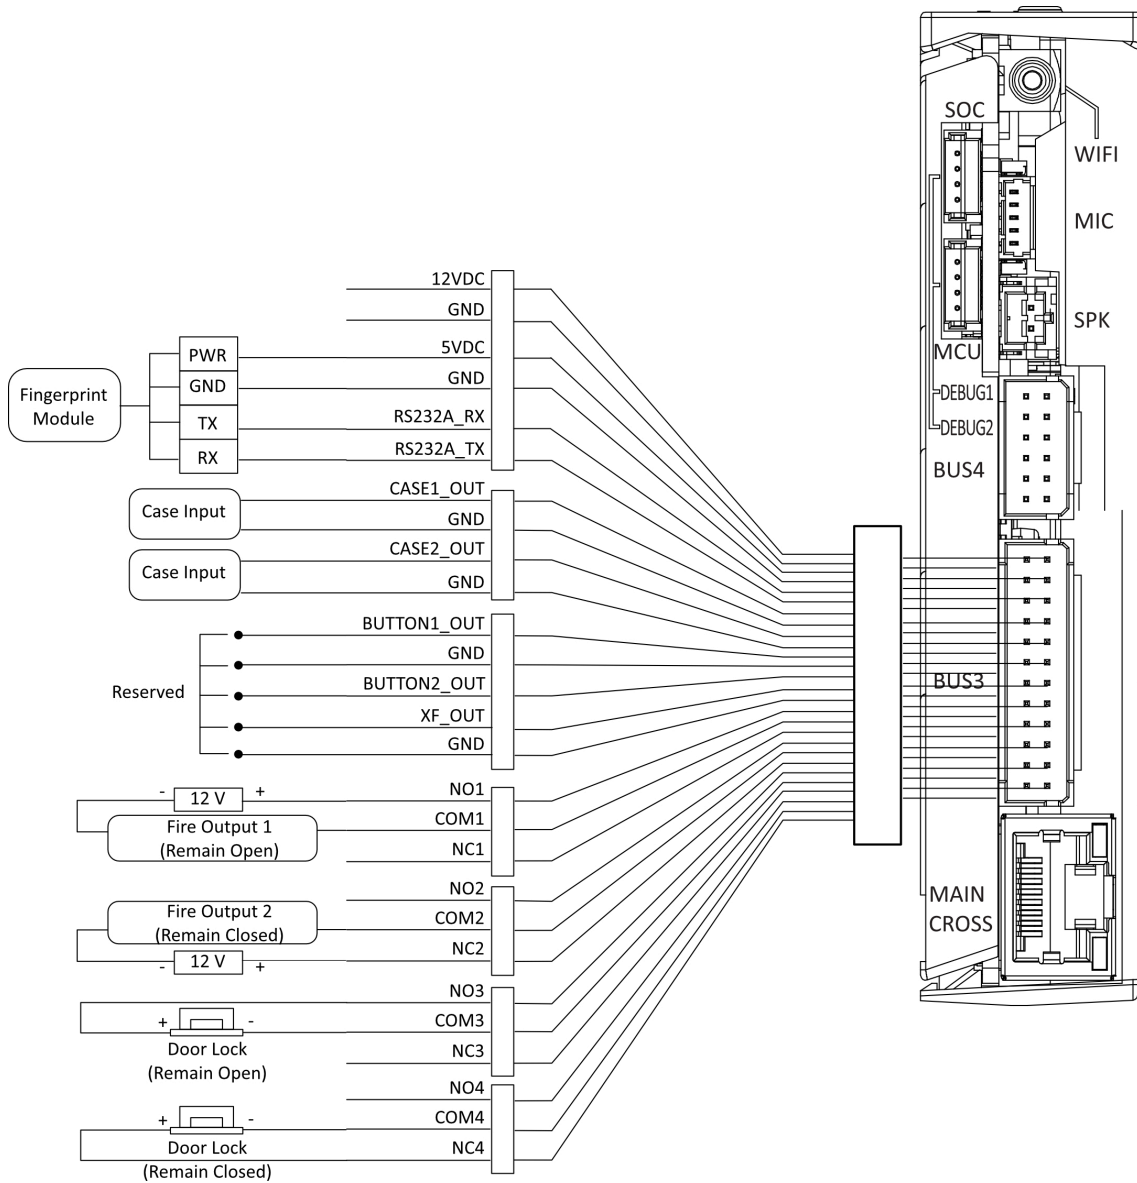 SOC
WIFI
MIC
SPK
MCU
DEBUG1
DEBUG2
BUS4
BUS3
MAIN
CROSS
12VDC
GND
5VDC
GND
RS232A_RX
RS232A_TX
Fingerprint
Module
PWR
GND
TX
RX
CASE1_OUT
GND
CASE2_OUT
GND
Case Input
Case Input
BUTTON1_OUT
GND
BUTTON2_OUT
XF_OUT
GND
Reserved
NO1
COM1
NC1
- 12 V +
Fire Output 1
(Remain Open)
NO2
COM2
NC2
Fire Output 2
(Remain Closed)
- 12 V +
NO3
COM3
NC3
+ -
Door Lock
(Remain Open)
NO4
COM4
NC4
+ -
Door Lock
(Remain Closed)